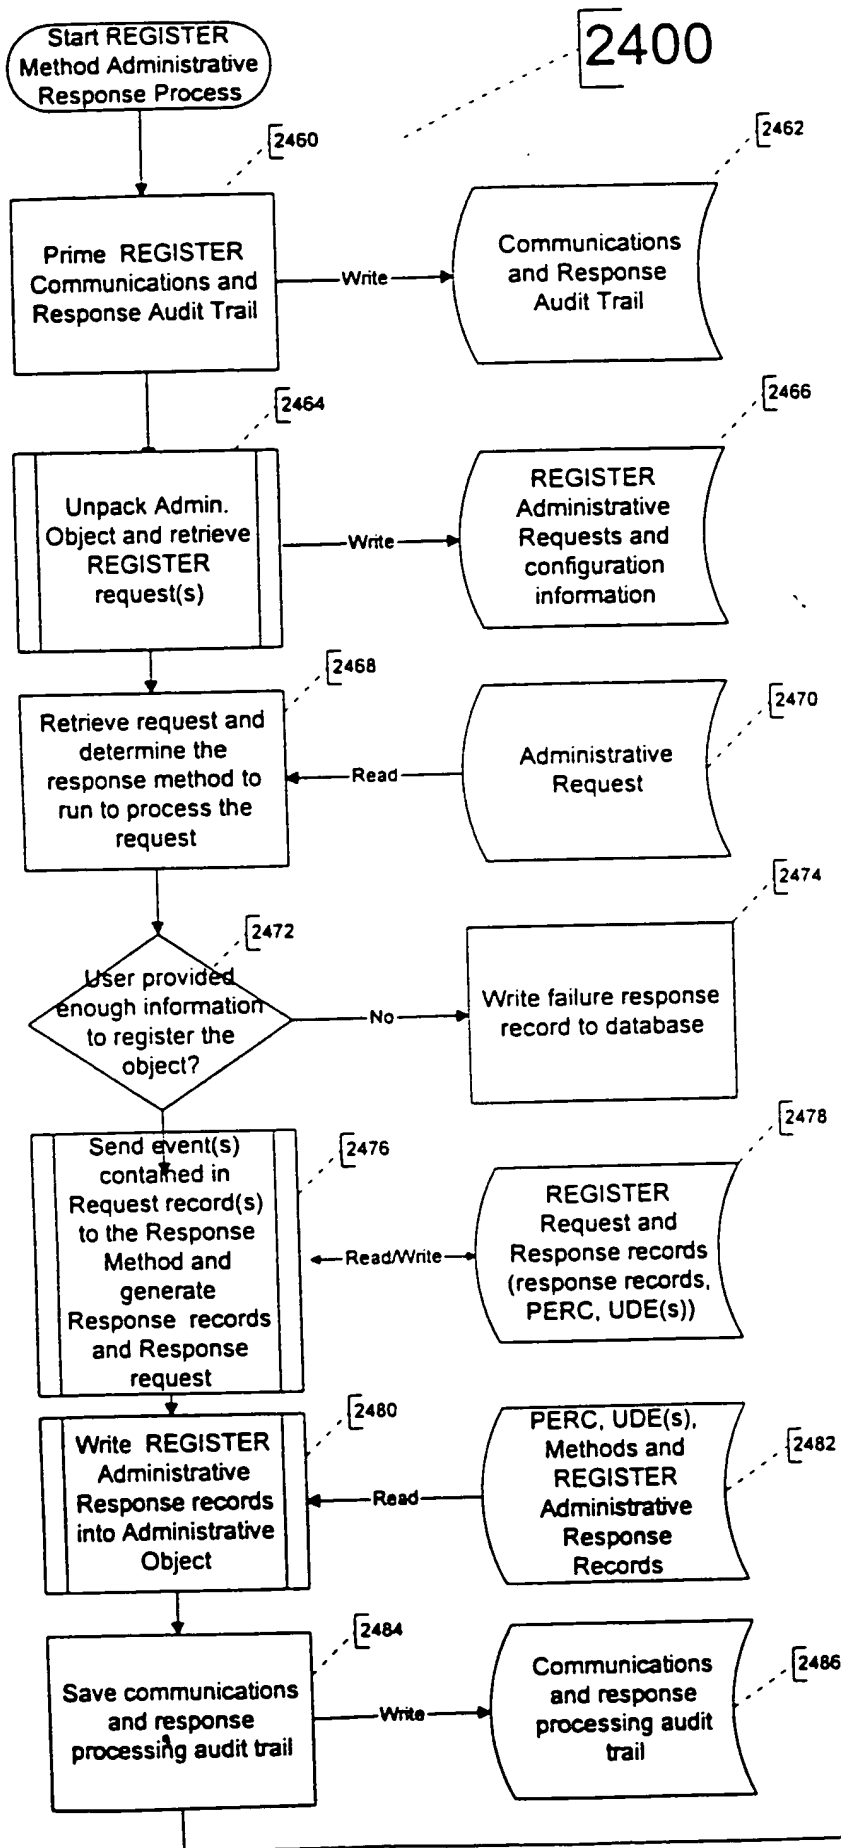 Start REGISTER
Method Administrative
Response Process
2400
2460
Prime REGISTER
Communications and
Response Audit Trail
Write
2462
Communications
and Response
Audit Trail
2464
Unpack Admin.
Object and retrieve
REGISTER
request(s)
Write
2466
REGISTER
Administrative
Requests and
configuration
information
2468
Retrieve request and
determine the
response method to
run to process the
request
Read
2470
Administrative
Request
2472
User provided
enough information
to register the
object?
No
2474
Write failure response
record to database
2476
Send event(s)
contained in
Request record(s)
to the Response
Method and
generate
Response records
and Response
request
Read/Write
2478
REGISTER
Request and
Response records
(response records,
PERC, UDE(s))
2480
Write REGISTER
Administrative
Response records
into Administrative
Object
Read
2482
PERC, UDE(s),
Methods and
REGISTER
Administrative
Response
Records
2484
Save communications
and response
processing audit trail
Write
2486
Communications
and response
processing audit
trail